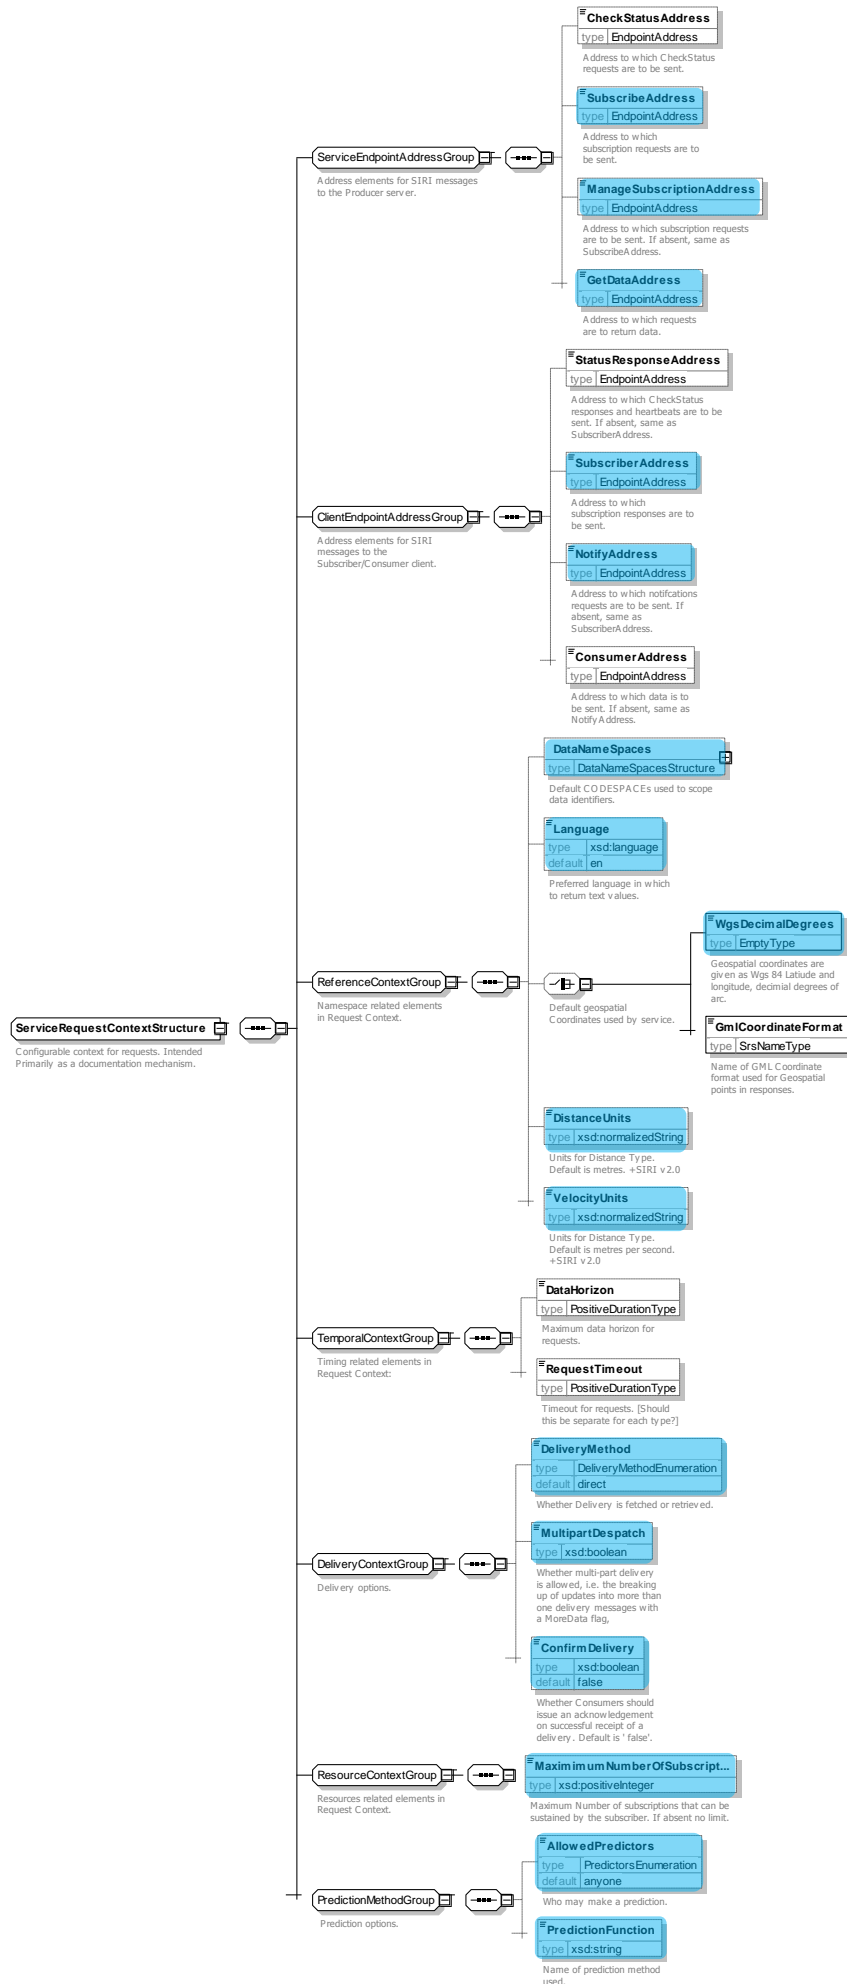 CheckStatusAddress
type EndpointAddress
Address to which CheckStatus
requests are to be sent.
SubscribeAddress
type EndpointAddress
Address to which
subscription requests are to
be sent.
ServiceEndpointAddressGroup
Address elements for SIRI messages
to the Producer server.
ManageSubscriptionAddress
type EndpointAddress
Address to which subscription requests
are to be sent. If absent, same as
SubscribeAddress.
GetDataAddress
type EndpointAddress
Address to which requests
are to return data.
StatusResponseAddress
type EndpointAddress
Address to which CheckStatus
responses and heartbeats are to be
sent. If absent, same as
SubscriberAddress.
SubscriberAddress
type EndpointAddress
Address to which
subscription responses are to
be sent.
ClientEndpointAddressGroup
Address elements for SIRI
messages to the
Subscriber/Consumer client.
NotifyAddress
type EndpointAddress
Address to which notifcations
requests are to be sent. If
absent, same as
SubscriberAddress.
ConsumerAddress
type EndpointAddress
Address to which data is to
be sent. If absent, same as
NotifyAddress.
DataNameSpaces
type DataNameSpacesStructure
Default CODESPACEs used to scope
data identifiers.
Language
type xsd:language
default en
Preferred language in which
to return text values.
WgsDecimalDegrees
type EmptyType
Geospatial coordinates are
given as Wgs 84 Latiude and
longitude, decimial degrees of
arc.
ReferenceContextGroup
Namespace related elements
in Request Context.
Default geospatial
Coordinates used by service.
GmlCoordinateFormat
type SrsNameType
Name of GML Coordinate
format used for Geospatial
points in responses.
ServiceRequestContextStructure
Configurable context for requests. Intended
Primarily as a documentation mechanism.
DistanceUnits
type xsd:normalizedString
Units for Distance Type.
Default is metres. +SIRI v2.0
VelocityUnits
type xsd:normalizedString
Units for Distance Type.
Default is metres per second.
+SIRI v2.0
DataHorizon
type PositiveDurationType
Maximum data horizon for
requests.
TemporalContextGroup
Timing related elements in
Request Context:
RequestTimeout
type PositiveDurationType
Timeout for requests. [Should
this be separate for each type?]
DeliveryMethod
type DeliveryMethodEnumeration
default direct
Whether Delivery is fetched or retrieved.
MultipartDespatch
type xsd:boolean
Whether multi-part delivery
is allowed, i.e. the breaking
up of updates into more than
one delivery messages with
a MoreData flag,
DeliveryContextGroup
Delivery options.
ConfirmDelivery
type xsd:boolean
default false
Whether Consumers should
issue an acknowledgement
on successful receipt of a
delivery. Default is ' false'.
ResourceContextGroup
Resources related elements in
Request Context.
MaximimumNumberOfSubscript...
type xsd:positiveInteger
Maximum Number of subscriptions that can be
sustained by the subscriber. If absent no limit.
AllowedPredictors
type PredictorsEnumeration
default anyone
Who may make a prediction.
PredictionMethodGroup
Prediction options.
PredictionFunction
type xsd:string
Name of prediction method
used.